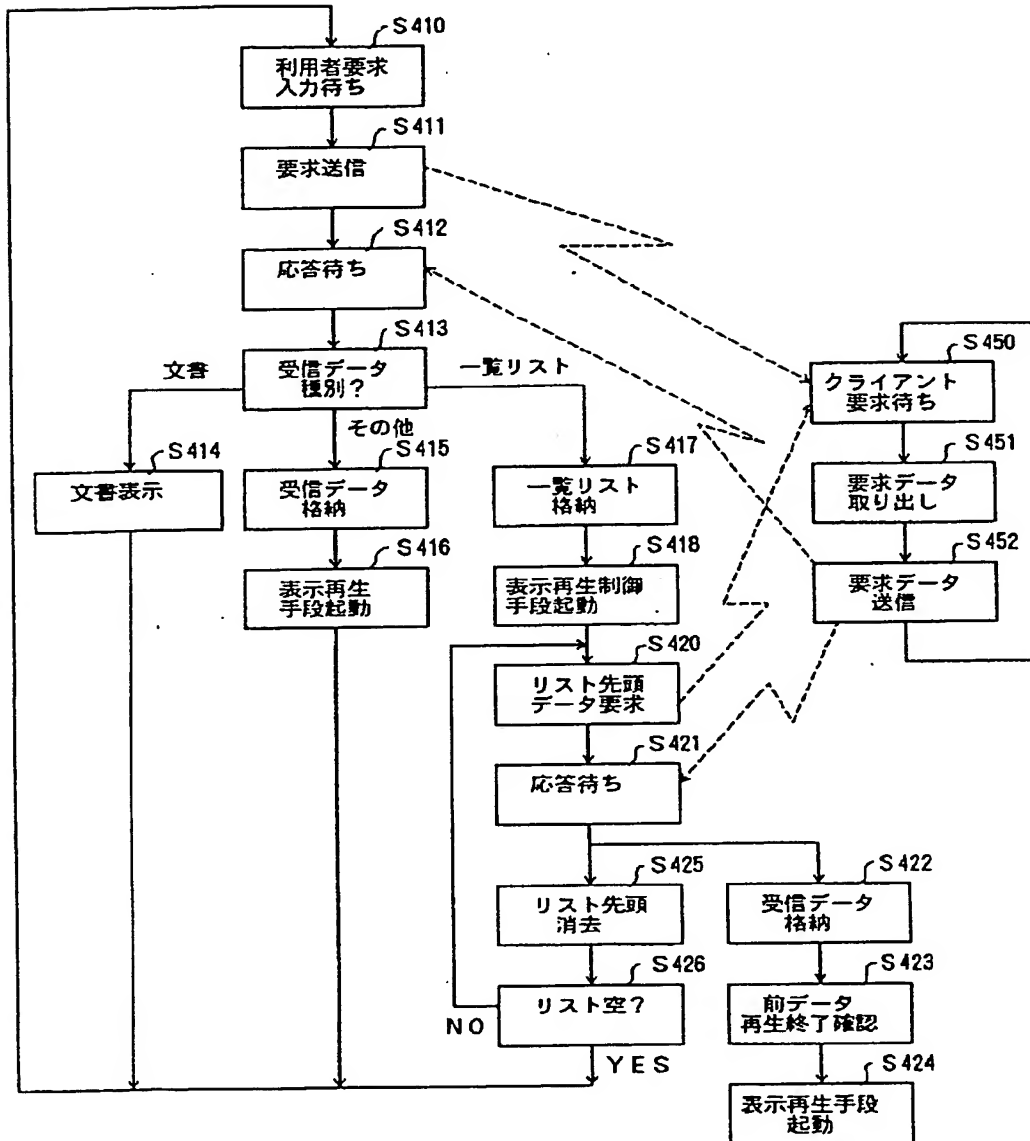 S410
利用者要求
入力待ち
S411
要求送信
S412
応答待ち
S413
受信データ
種別?
文書
一覧リスト
その他
S414
文書表示
S415
受信データ
格納
S416
表示再生
手段起動
S417
一覧リスト
格納
S418
表示再生制御
手段起動
S420
リスト先頭
データ要求
S421
応答待ち
S425
リスト先頭
消去
S426
リスト空?
NO
YES
S422
受信データ
格納
S423
前データ
再生終了確認
S424
表示再生手段
起動
S450
クライアント
要求待ち
S451
要求データ
取り出し
S452
要求データ
送信